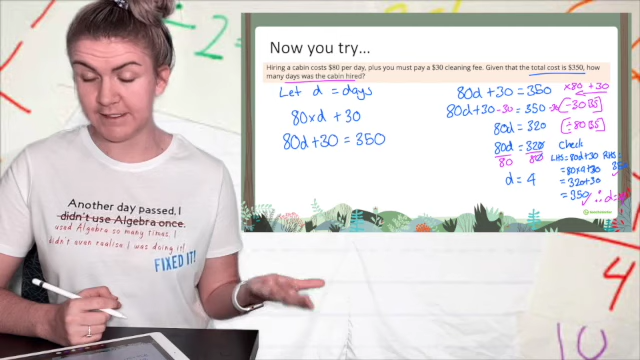 Now you try...
Hiring a cabin costs $80 per day, plus you must pay a $30 cleaning fee. Given that the total cost is $350, how
many days was the cabin hired?
Let d = days
80×d + 30
80d+30 = 350
80d + 30 = 350
×80 +30
80d+30 -30 = 350 -30
[-30 BS]
80d = 320
[÷80 BS]
80d = 320
80 80
d = 4
Check
LHS = 80d+30 RHS =
= 80×4+30
350
= 320+30
= 350 ✓
∴ d=
Another day passed, I
didn't use Algebra once.
used Algebra so many times I
didn't even realise I was doing it!
FIXED IT!
2
=
4
10